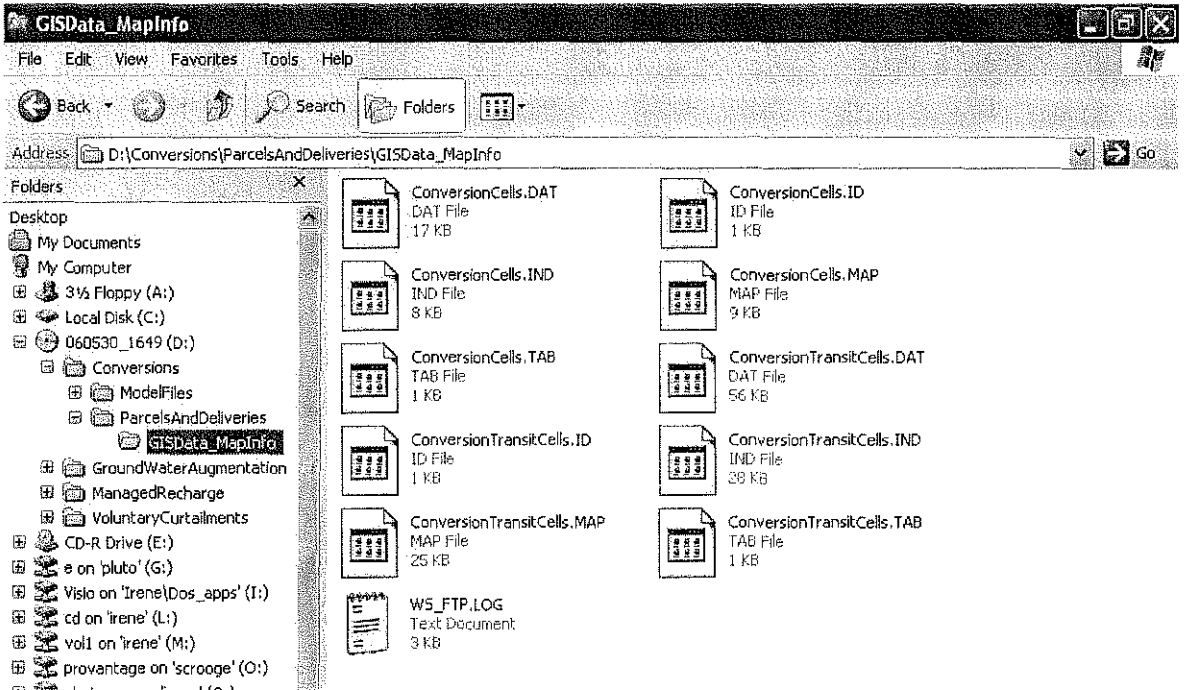 GISData_MapInfo
File Edit View Favorites Tools Help
Back Search Folders
Address D:\Conversions\ParcelsAndDeliveries\GISData_MapInfo Go
Folders
Desktop
My Documents
My Computer
3½ Floppy (A:)
Local Disk (C:)
060530_1649 (D:)
Conversions
ModelFiles
ParcelsAndDeliveries
GISData_MapInfo
GroundWaterAugmentation
ManagedRecharge
VoluntaryCurtailments
CD-R Drive (E:)
e on 'pluto' (G:)
Visio on 'Irene\Dos_apps' (I:)
cd on 'irene' (L:)
vol1 on 'irene' (M:)
provantage on 'scrooge' (O:)
ConversionCells.DAT
DAT File
17 KB
ConversionCells.ID
ID File
1 KB
ConversionCells.IND
IND File
8 KB
ConversionCells.MAP
MAP File
9 KB
ConversionCells.TAB
TAB File
1 KB
ConversionTransitCells.DAT
DAT File
56 KB
ConversionTransitCells.ID
ID File
1 KB
ConversionTransitCells.IND
IND File
28 KB
ConversionTransitCells.MAP
MAP File
25 KB
ConversionTransitCells.TAB
TAB File
1 KB
WS_FTP.LOG
Text Document
3 KB